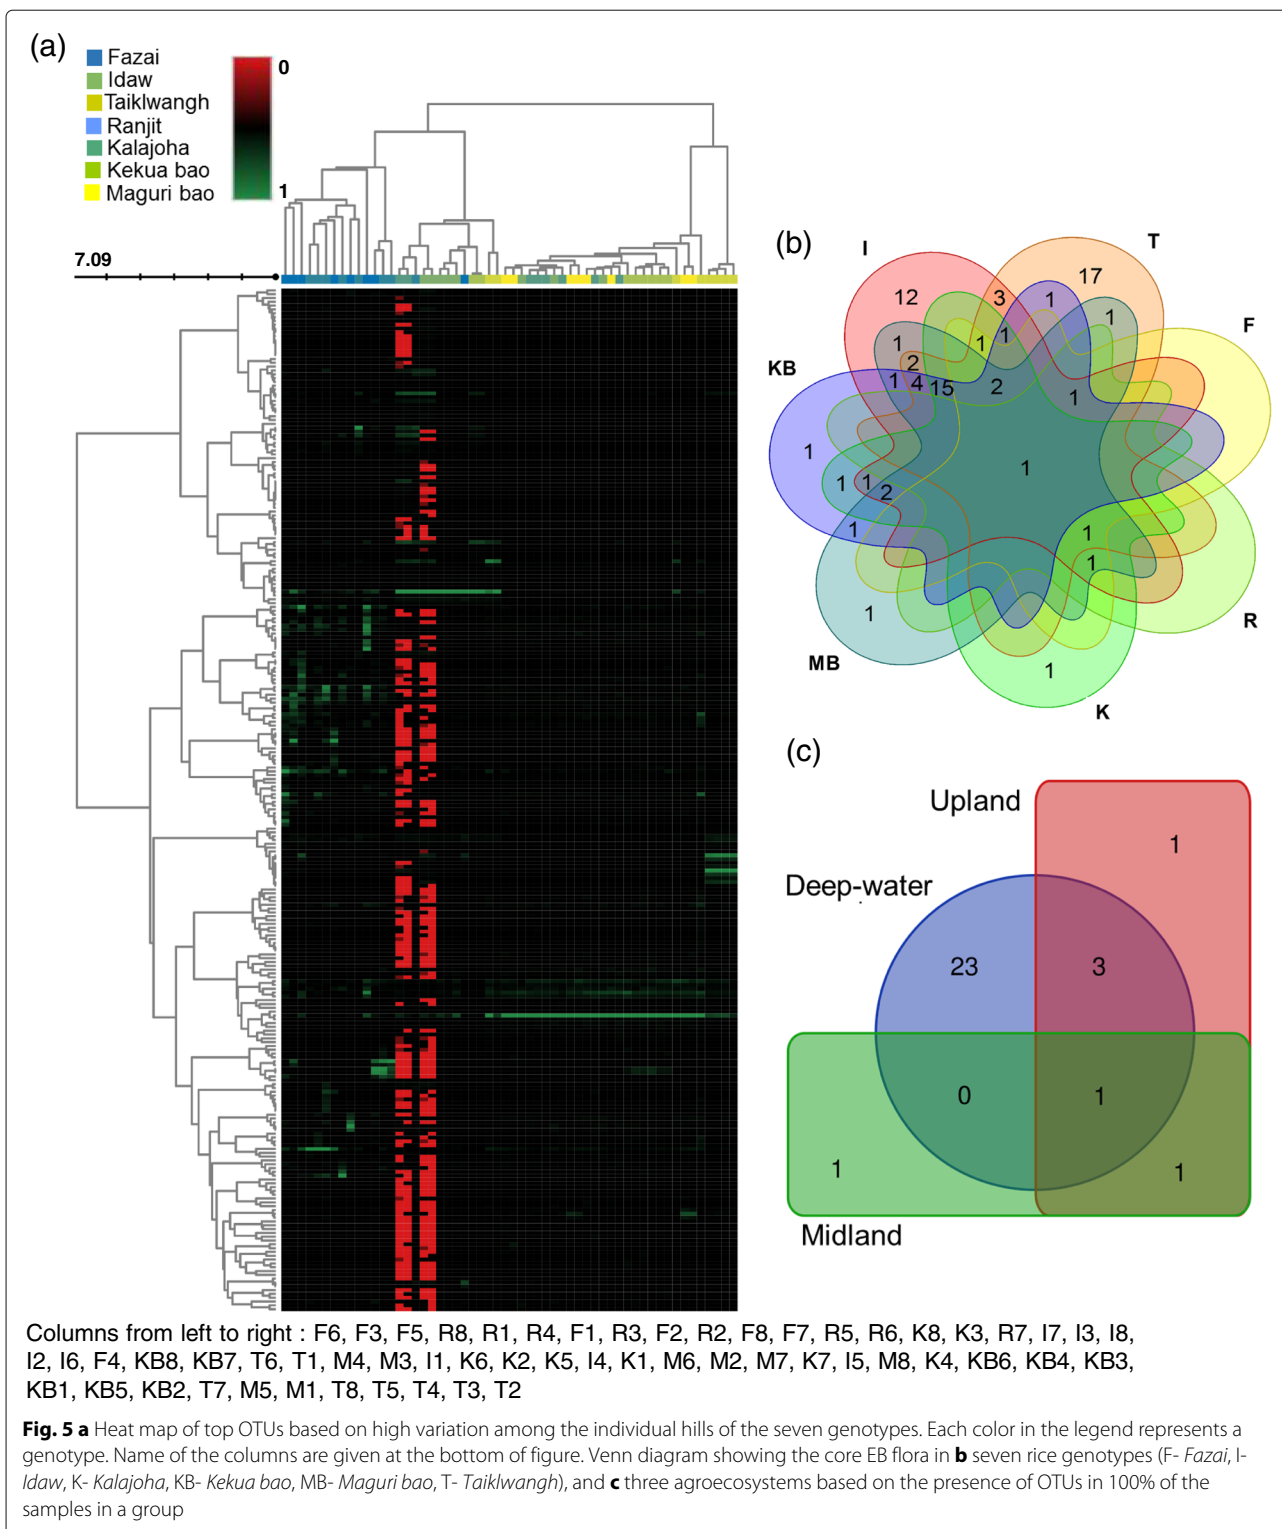 (a)
Fazai
Idaw
Taiklwangh
Ranjit
Kalajoha
Kekua bao
Maguri bao
0
1
7.09
(b)
I
T
F
KB
R
MB
K
12
3
17
1
1
1
1
1
2
1
4
15
2
1
1
1
1
1
2
1
1
1
1
1
(c)
Upland
1
Deep-water
23
3
0
1
1
1
Midland
Columns from left to right : F6, F3, F5, R8, R1, R4, F1, R3, F2, R2, F8, F7, R5, R6, K8, K3, R7, I7, I3, I8,
I2, I6, F4, KB8, KB7, T6, T1, M4, M3, I1, K6, K2, K5, I4, K1, M6, M2, M7, K7, I5, M8, K4, KB6, KB4, KB3,
KB1, KB5, KB2, T7, M5, M1, T8, T5, T4, T3, T2
Fig. 5 a Heat map of top OTUs based on high variation among the individual hills of the seven genotypes. Each color in the legend represents a
genotype. Name of the columns are given at the bottom of figure. Venn diagram showing the core EB flora in b seven rice genotypes (F- Fazai, I-
Idaw, K- Kalajoha, KB- Kekua bao, MB- Maguri bao, T- Taiklwangh), and c three agroecosystems based on the presence of OTUs in 100% of the
samples in a group